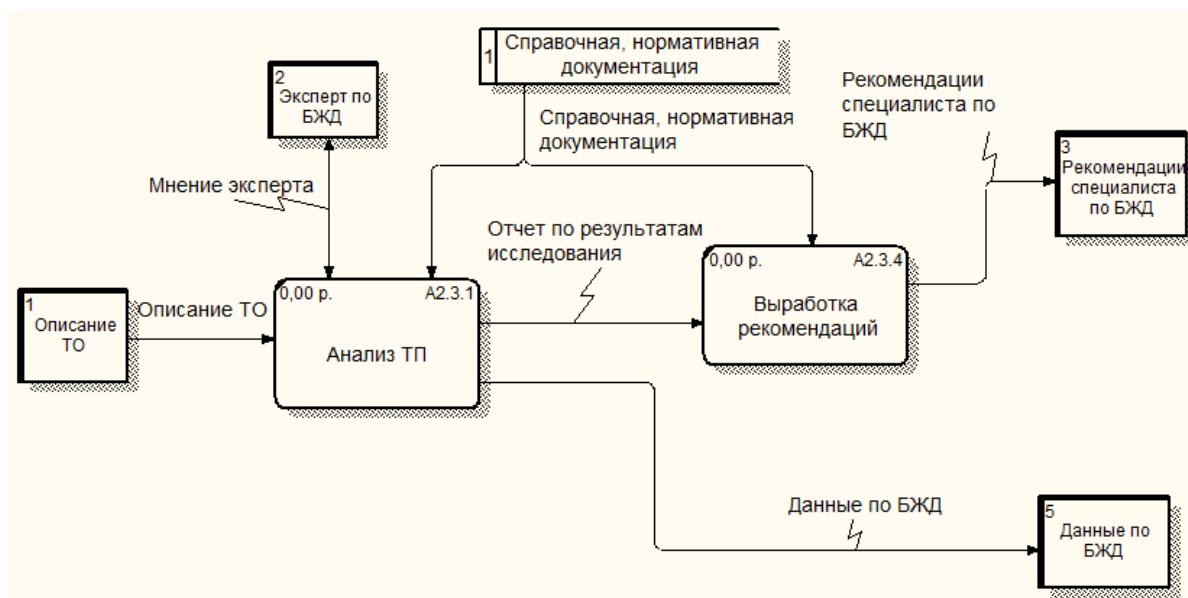 1
Справочная, нормативная
документация
2
Эксперт по
БЖД
Справочная, нормативная
документация
Рекомендации
специалиста по
БЖД
3
Рекомендации
специалиста
по БЖД
Мнение эксперта
Отчет по результатам
исследования
0,00 р.
A2.3.4
Выработка
рекомендаций
0,00 р.
A2.3.1
Анализ ТП
1
Описание
ТО
Описание ТО
Данные по БЖД
5
Данные по
БЖД